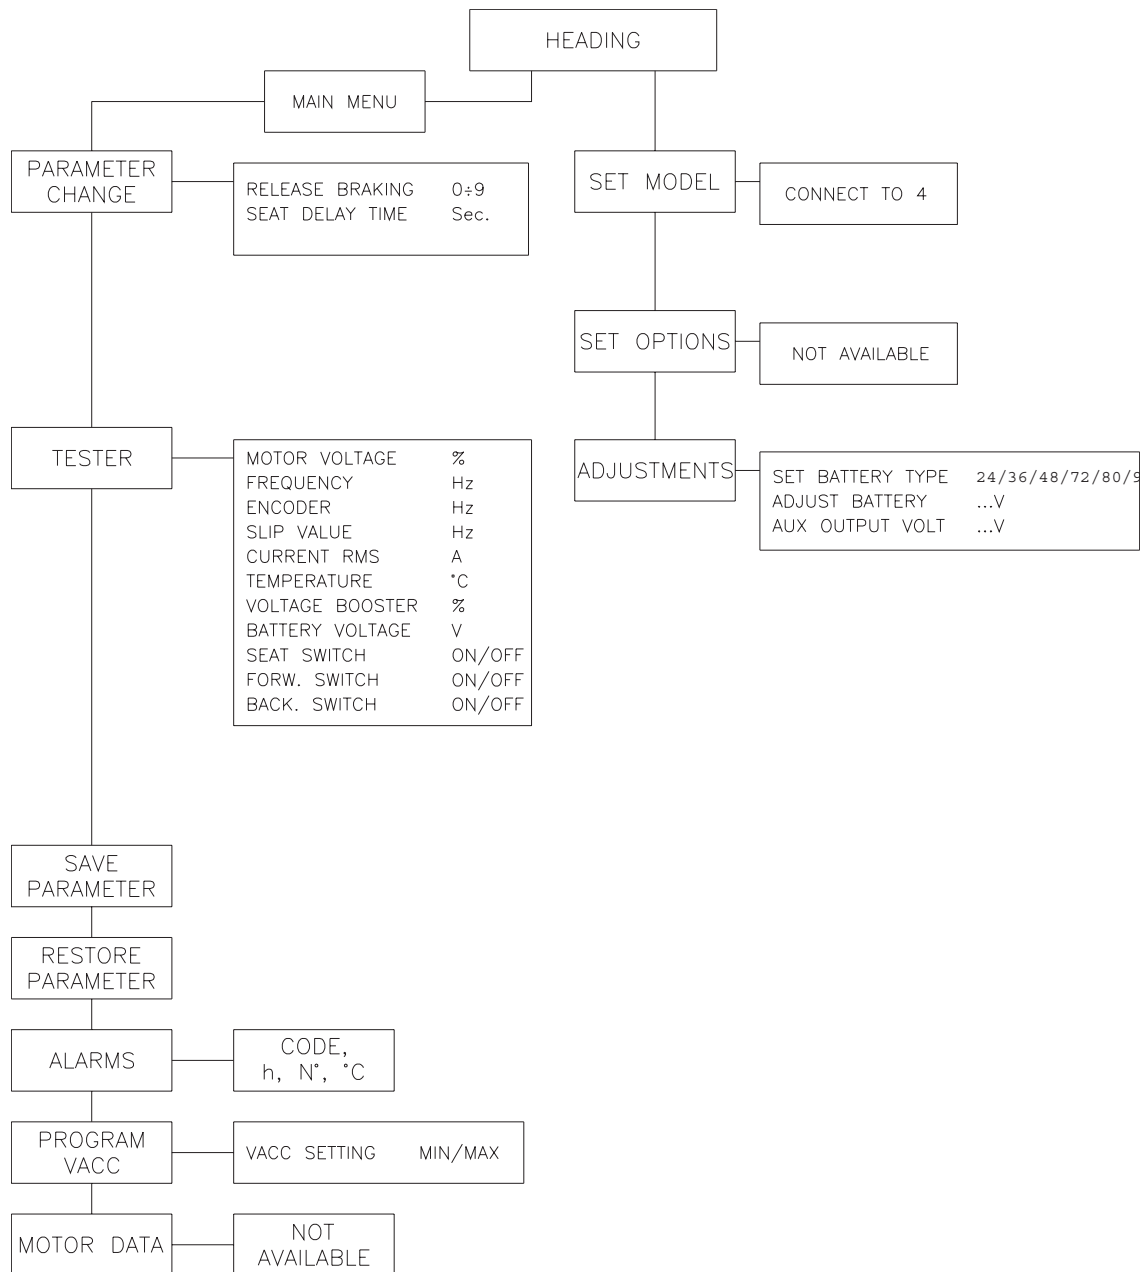 HEADING
MAIN MENU
PARAMETER
CHANGE
RELEASE BRAKING 0÷9
SEAT DELAY TIME Sec.
SET MODEL
CONNECT TO 4
SET OPTIONS
NOT AVAILABLE
TESTER
MOTOR VOLTAGE %
FREQUENCY Hz
ENCODER Hz
SLIP VALUE Hz
CURRENT RMS A
TEMPERATURE °C
VOLTAGE BOOSTER %
BATTERY VOLTAGE V
SEAT SWITCH ON/OFF
FORW. SWITCH ON/OFF
BACK. SWITCH ON/OFF
ADJUSTMENTS
SET BATTERY TYPE 24/36/48/72/80/9
ADJUST BATTERY ...V
AUX OUTPUT VOLT ...V
SAVE
PARAMETER
RESTORE
PARAMETER
ALARMS
CODE,
h, N°, °C
PROGRAM
VACC
VACC SETTING MIN/MAX
MOTOR DATA
NOT
AVAILABLE